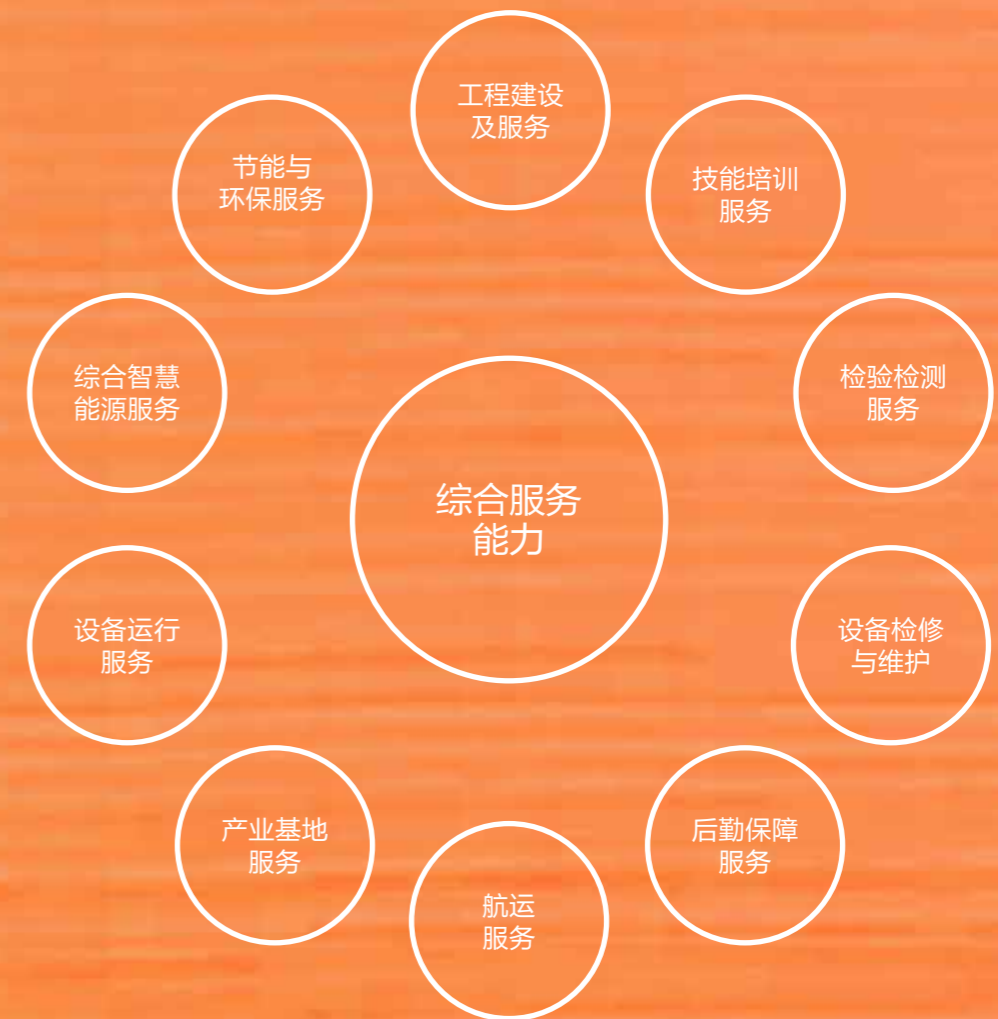 工程建设
及服务
节能与
环保服务
技能培训
服务
综合智慧
能源服务
检验检测
服务
综合服务
能力
设备运行
服务
设备检修
与维护
产业基地
服务
后勤保障
服务
航运
服务